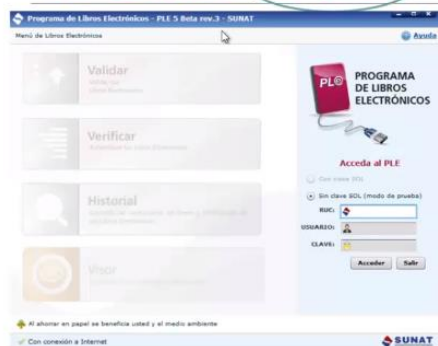 Programa de Libros Electrónicos - PLE 5 Beta rev.3 - SUNAT
Menú de Libros Electrónicos
Ayuda
Validar
Verificar
Historial
Visor
PLE
PROGRAMA
DE LIBROS
ELECTRÓNICOS
Acceda al PLE
Con clave SOL
Sin clave SOL (modo de prueba)
RUC:
USUARIO:
CLAVE:
Acceder
Salir
Al ahorrar en papel se beneficia usted y el medio ambiente
Con conexión a Internet
SUNAT